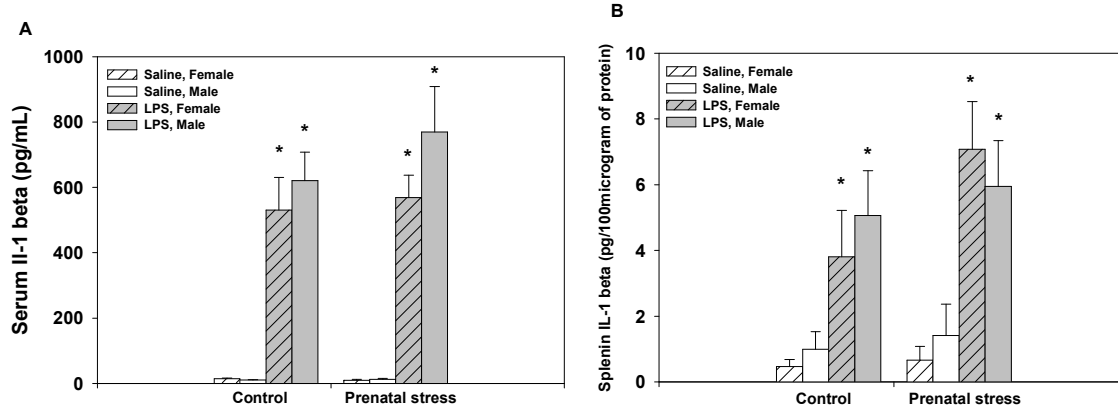 A
Serum Il-1 beta (pg/mL)
1000
800
600
400
200
0
Saline, Female
Saline, Male
LPS, Female
LPS, Male
*
*
*
*
Control
Prenatal stress
B
Splenin IL-1 beta (pg/100microgram of protein)
10
8
6
4
2
0
Saline, Female
Saline, Male
LPS, Female
LPS, Male
*
*
*
*
Control
Prenatal stress